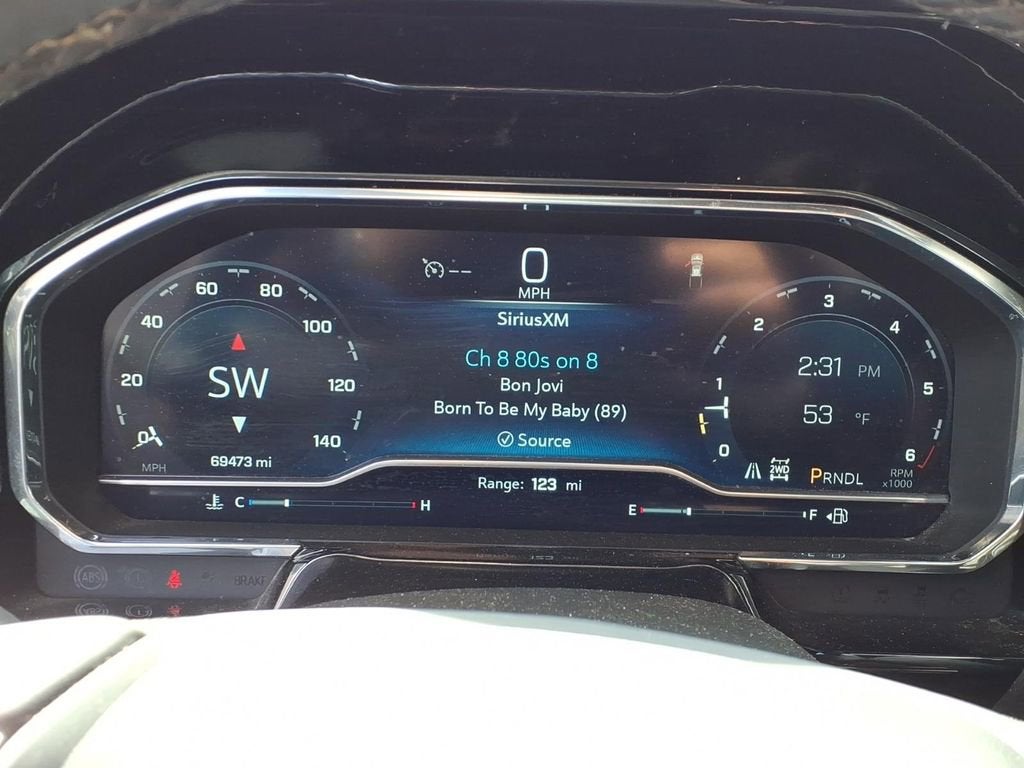 0
MPH
SiriusXM
Ch 8 80s on 8
Bon Jovi
Born To Be My Baby (89)
Source
0
20
40
60
80
100
120
140
SW
MPH
69473 mi
0
1
2
3
4
5
6
2:31 PM
53 °F
2WD
PRNDL
RPM
x1000
Range: 123 mi
C
H
E
F
ABS
BRAKE